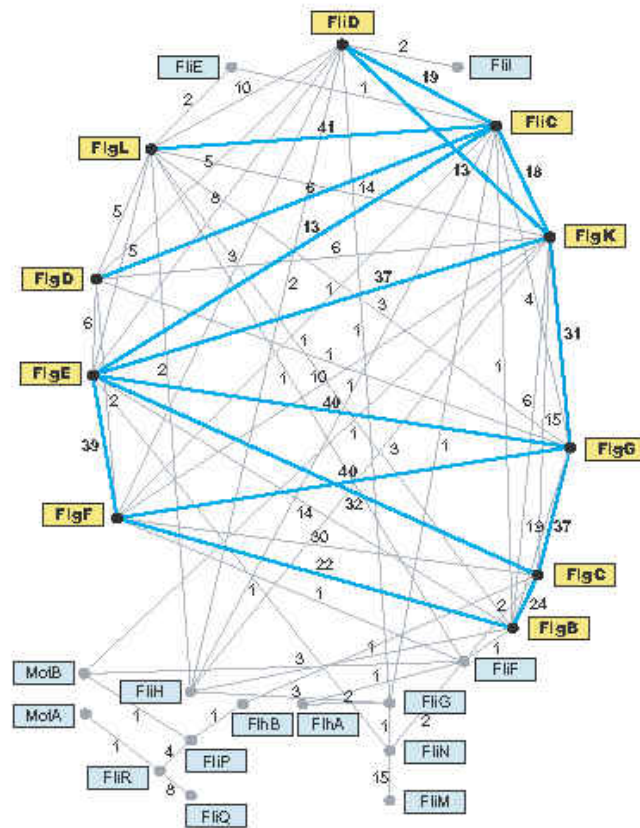 FliD
FliE
2
FliI
19
2
10
1
FliC
FlgL
41
5
6
14
13
18
8
5
13
FlgK
5
3
6
FlgD
2
1
37
3
4
6
1
1
1
31
FlgE
1
10
1
1
2
2
40
6
15
39
1
3
1
FlgG
40
14
32
FlgF
30
19
37
22
FlgC
1
1
2
24
FlgB
3
1
1
MotB
FliH
1
FliF
3
2
MotA
1
FlhB
FlhA
FliG
1
2
1
4
FliP
FliN
FliR
8
15
FliQ
FliM